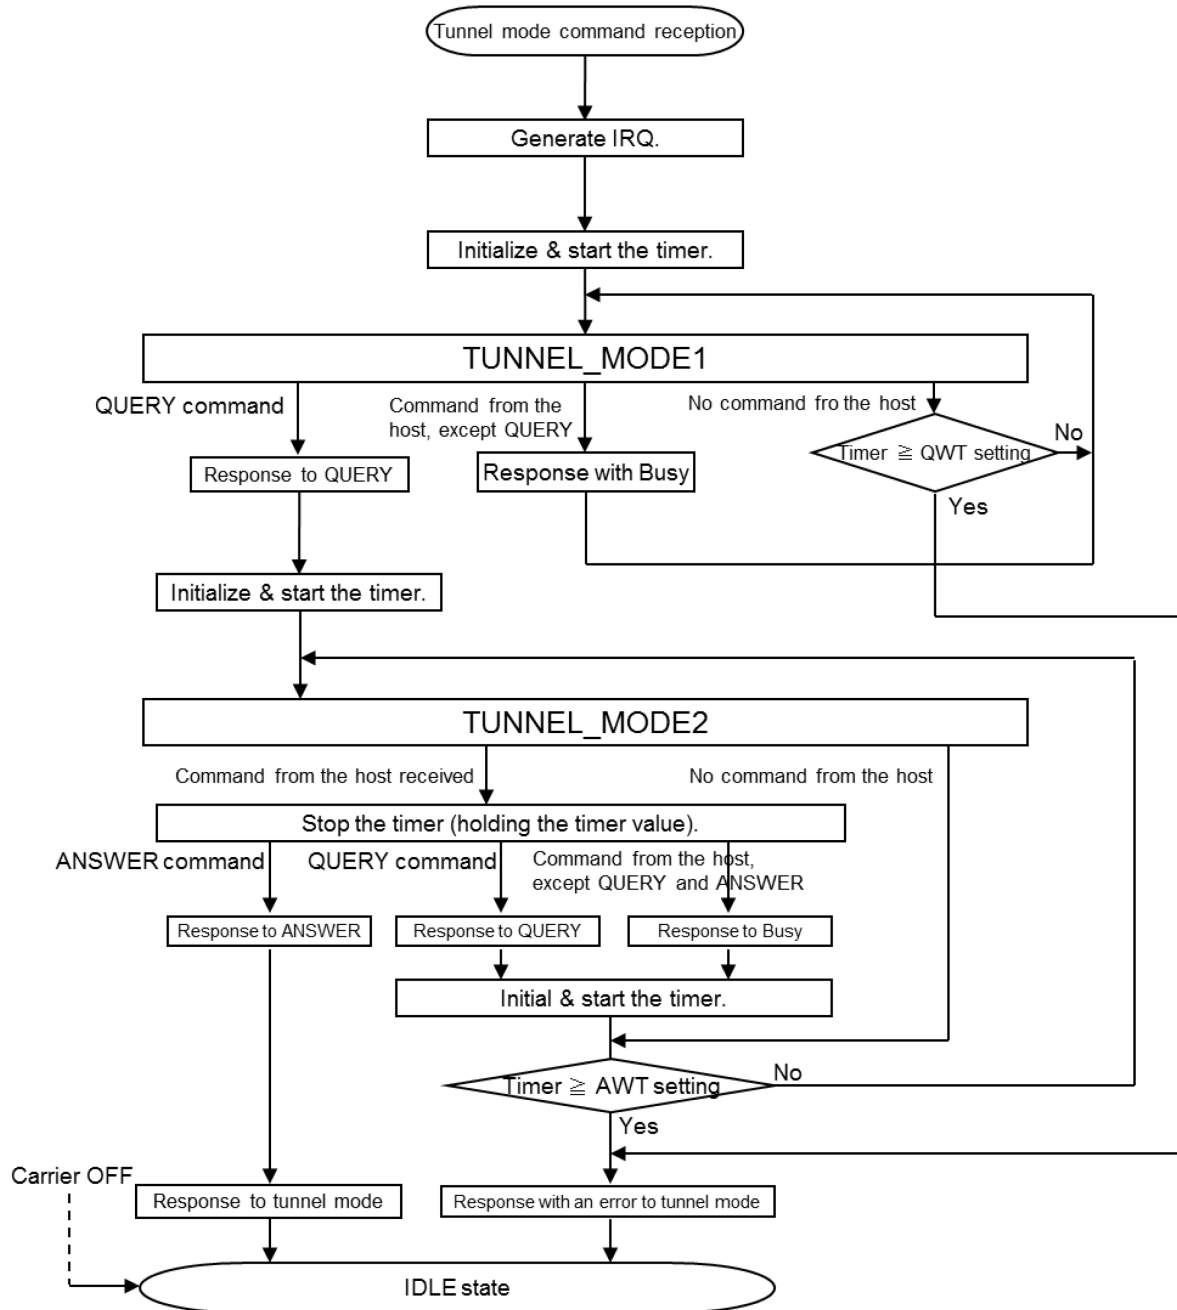 Tunnel mode command reception
Generate IRQ.
Initialize & start the timer.
TUNNEL_MODE1
QUERY command
Command from the
host, except QUERY
No command fro the host
Timer ≧ QWT setting
No
Response to QUERY
Response with Busy
Yes
Initialize & start the timer.
TUNNEL_MODE2
Command from the host received
No command from the host
Stop the timer (holding the timer value).
ANSWER command
QUERY command
Command from the host,
except QUERY and ANSWER
Response to ANSWER
Response to QUERY
Response to Busy
Initial & start the timer.
Timer ≧ AWT setting
No
Yes
Carrier OFF
Response to tunnel mode
Response with an error to tunnel mode
IDLE state